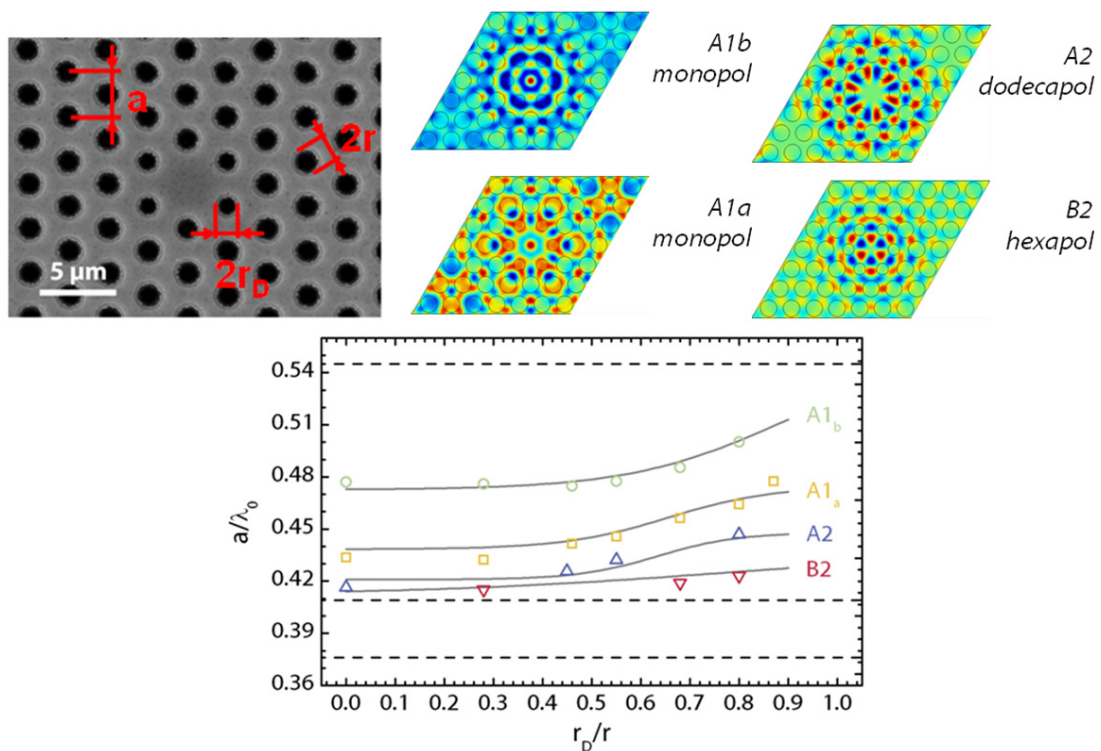 a
2r
2r_D
5 µm
A1b
monopol
A2
dodecapol
A1a
monopol
B2
hexapol
0.54
0.51
0.48
0.45
0.42
0.39
0.36
a/λ₀
A1_b
A1_a
A2
B2
0.0 0.1 0.2 0.3 0.4 0.5 0.6 0.7 0.8 0.9 1.0
r_D/r